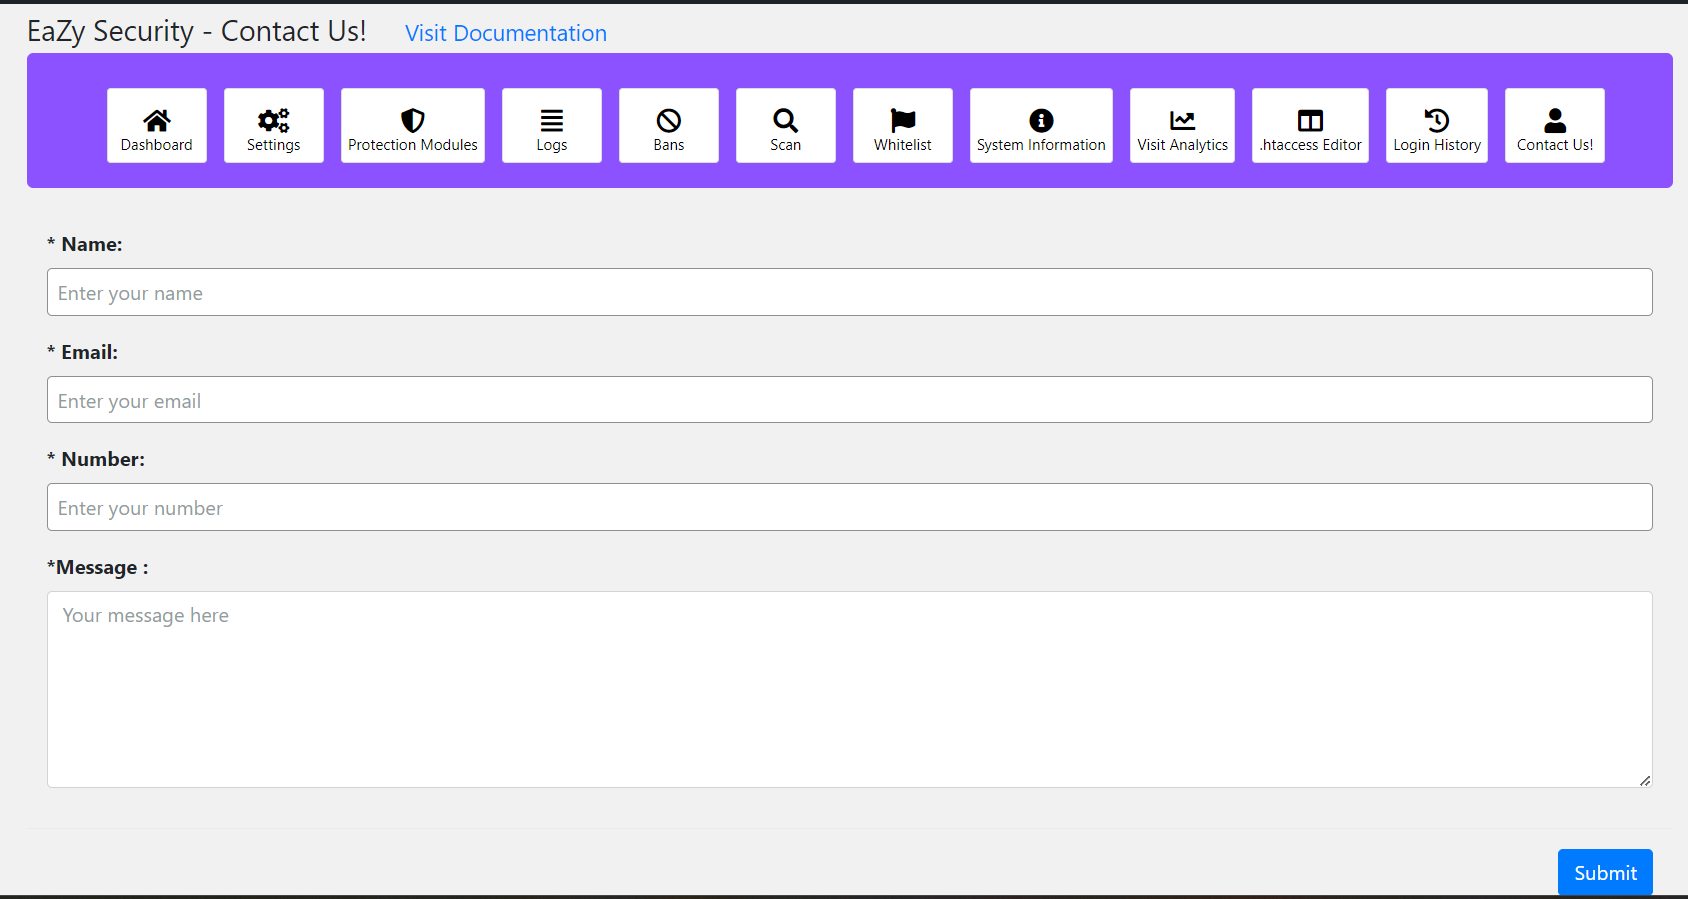 EaZy Security - Contact Us! Visit Documentation
Dashboard Settings Protection Modules Logs Bans Scan Whitelist System Information Visit Analytics .htaccess Editor Login History Contact Us!
* Name:
Enter your name
* Email:
Enter your email
* Number:
Enter your number
*Message :
Your message here
Submit